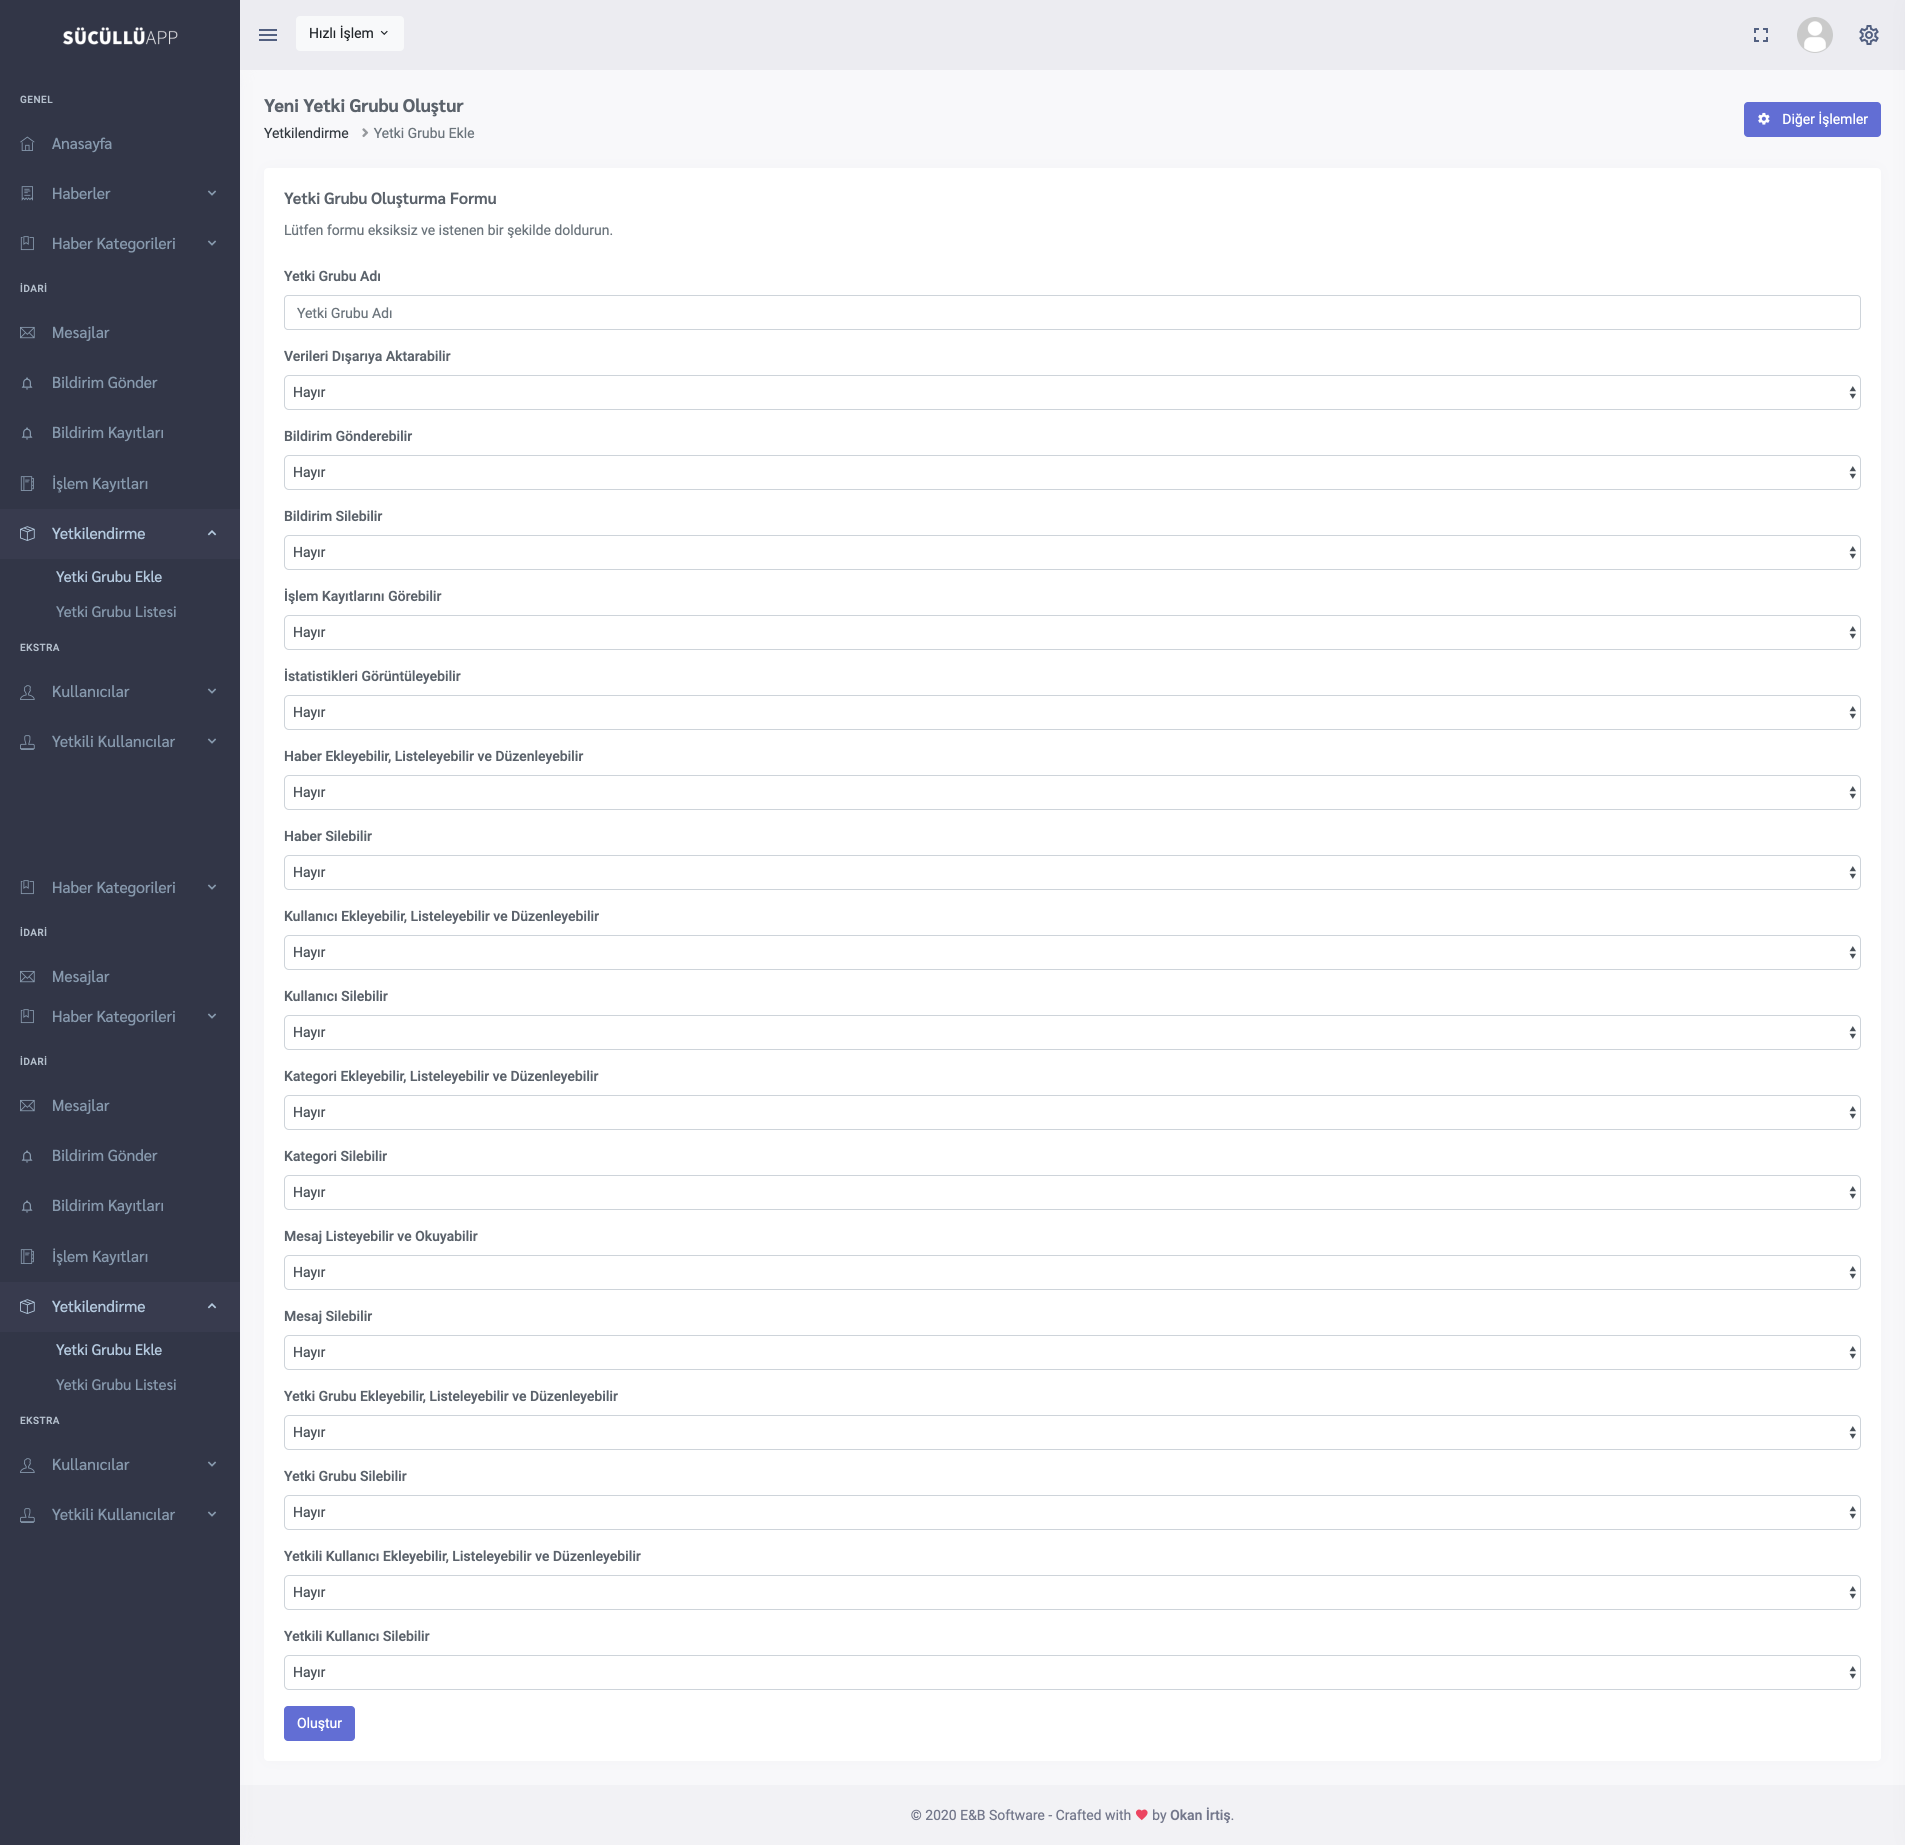 SÜCÜLLÜAPP
GENEL
Anasayfa
Haberler
Haber Kategorileri
İDARİ
Mesajlar
Bildirim Gönder
Bildirim Kayıtları
İşlem Kayıtları
Yetkilendirme
Yetki Grubu Ekle
Yetki Grubu Listesi
EKSTRA
Kullanıcılar
Yetkili Kullanıcılar
Haber Kategorileri
İDARİ
Mesajlar
Haber Kategorileri
İDARİ
Mesajlar
Bildirim Gönder
Bildirim Kayıtları
İşlem Kayıtları
Yetkilendirme
Yetki Grubu Ekle
Yetki Grubu Listesi
EKSTRA
Kullanıcılar
Yetkili Kullanıcılar
Hızlı İşlem
Yeni Yetki Grubu Oluştur
Yetkilendirme > Yetki Grubu Ekle
Diğer İşlemler
Yetki Grubu Oluşturma Formu
Lütfen formu eksiksiz ve istenen bir şekilde doldurun.
Yetki Grubu Adı
Yetki Grubu Adı
Verileri Dışarıya Aktarabilir
Hayır
Bildirim Gönderebilir
Hayır
Bildirim Silebilir
Hayır
İşlem Kayıtlarını Görebilir
Hayır
İstatistikleri Görüntüleyebilir
Hayır
Haber Ekleyebilir, Listeleyebilir ve Düzenleyebilir
Hayır
Haber Silebilir
Hayır
Kullanıcı Ekleyebilir, Listeleyebilir ve Düzenleyebilir
Hayır
Kullanıcı Silebilir
Hayır
Kategori Ekleyebilir, Listeleyebilir ve Düzenleyebilir
Hayır
Kategori Silebilir
Hayır
Mesaj Listeyebilir ve Okuyabilir
Hayır
Mesaj Silebilir
Hayır
Yetki Grubu Ekleyebilir, Listeleyebilir ve Düzenleyebilir
Hayır
Yetki Grubu Silebilir
Hayır
Yetkili Kullanıcı Ekleyebilir, Listeleyebilir ve Düzenleyebilir
Hayır
Yetkili Kullanıcı Silebilir
Hayır
Oluştur
© 2020 E&B Software - Crafted with ♥ by Okan İrtiş.